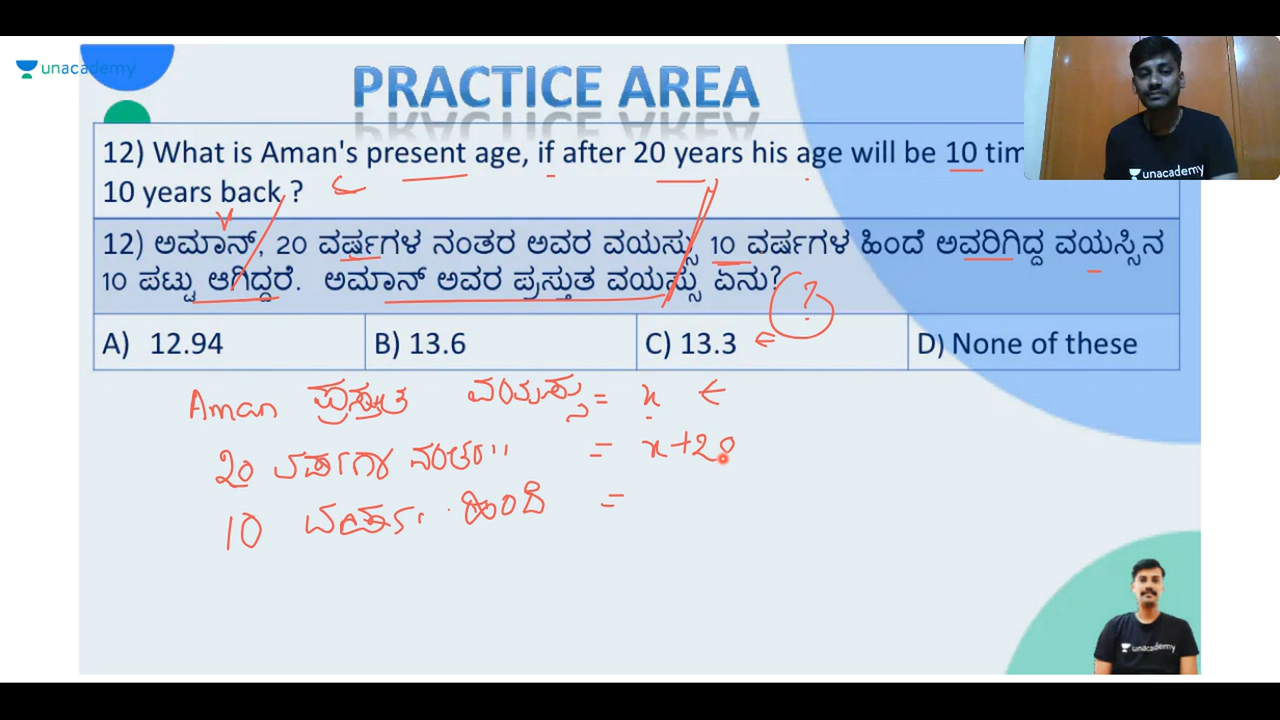 unacademy
PRACTICE AREA
12) What is Aman's present age, if after 20 years his age will be 10 tim
10 years back ?
unacademy
12) ಅಮಾನ್, 20 ವರ್ಷಗಳ ನಂತರ ಅವರ ವಯಸ್ಸು 10 ವರ್ಷಗಳ ಹಿಂದೆ ಅವರಿಗಿದ್ದ ವಯಸ್ಸಿನ
10 ಪಟ್ಟು ಆಗಿದ್ದರೆ. ಅಮಾನ್ ಅವರ ಪ್ರಸ್ತುತ ವಯಸ್ಸು ಏನು?
?
A) 12.94 B) 13.6 C) 13.3 D) None of these
Aman ಪ್ರಸ್ತುತ ವಯಸ್ಸು = x
20 ವರ್ಷಗಳ ನಂತರ " = x+20
10 ವರ್ಷ ಹಿಂದೆ =
unacademy